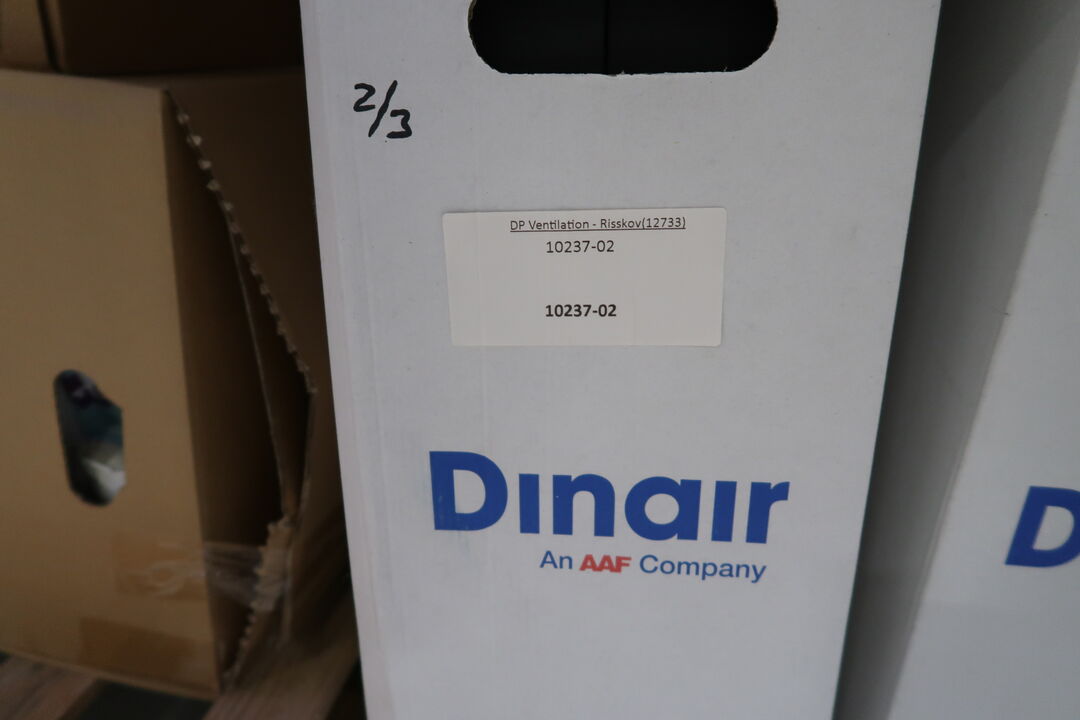 2/3
DP Ventilation - Risskov(12733)
10237-02
10237-02
Dinair
An AAF Company
D